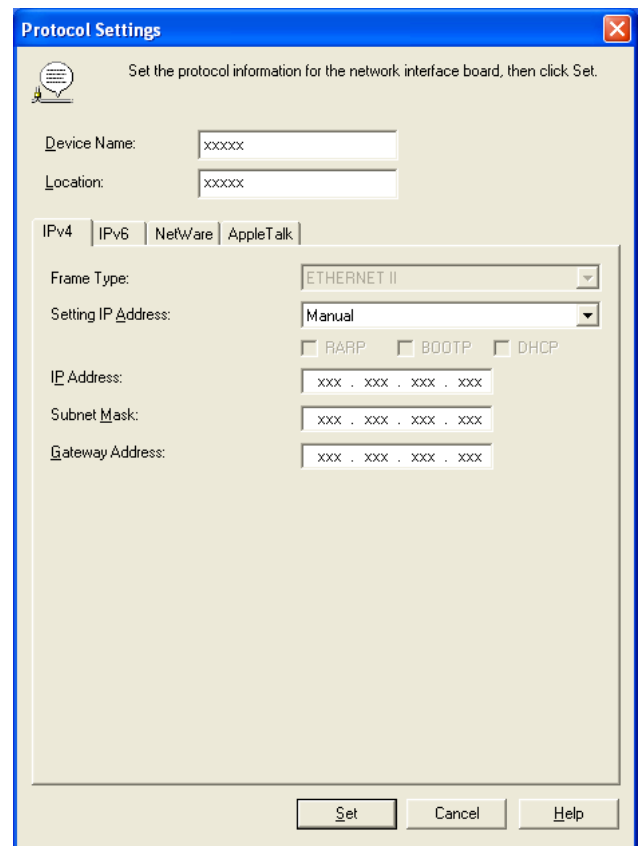 Protocol Settings
Set the protocol information for the network interface board, then click Set.
Device Name: xxxxx
Location: xxxxx
IPv4 IPv6 NetWare AppleTalk
Frame Type: ETHERNET II
Setting IP Address: Manual
RARP BOOTP DHCP
IP Address: xxx . xxx . xxx . xxx
Subnet Mask: xxx . xxx . xxx . xxx
Gateway Address: xxx . xxx . xxx . xxx
Set Cancel Help